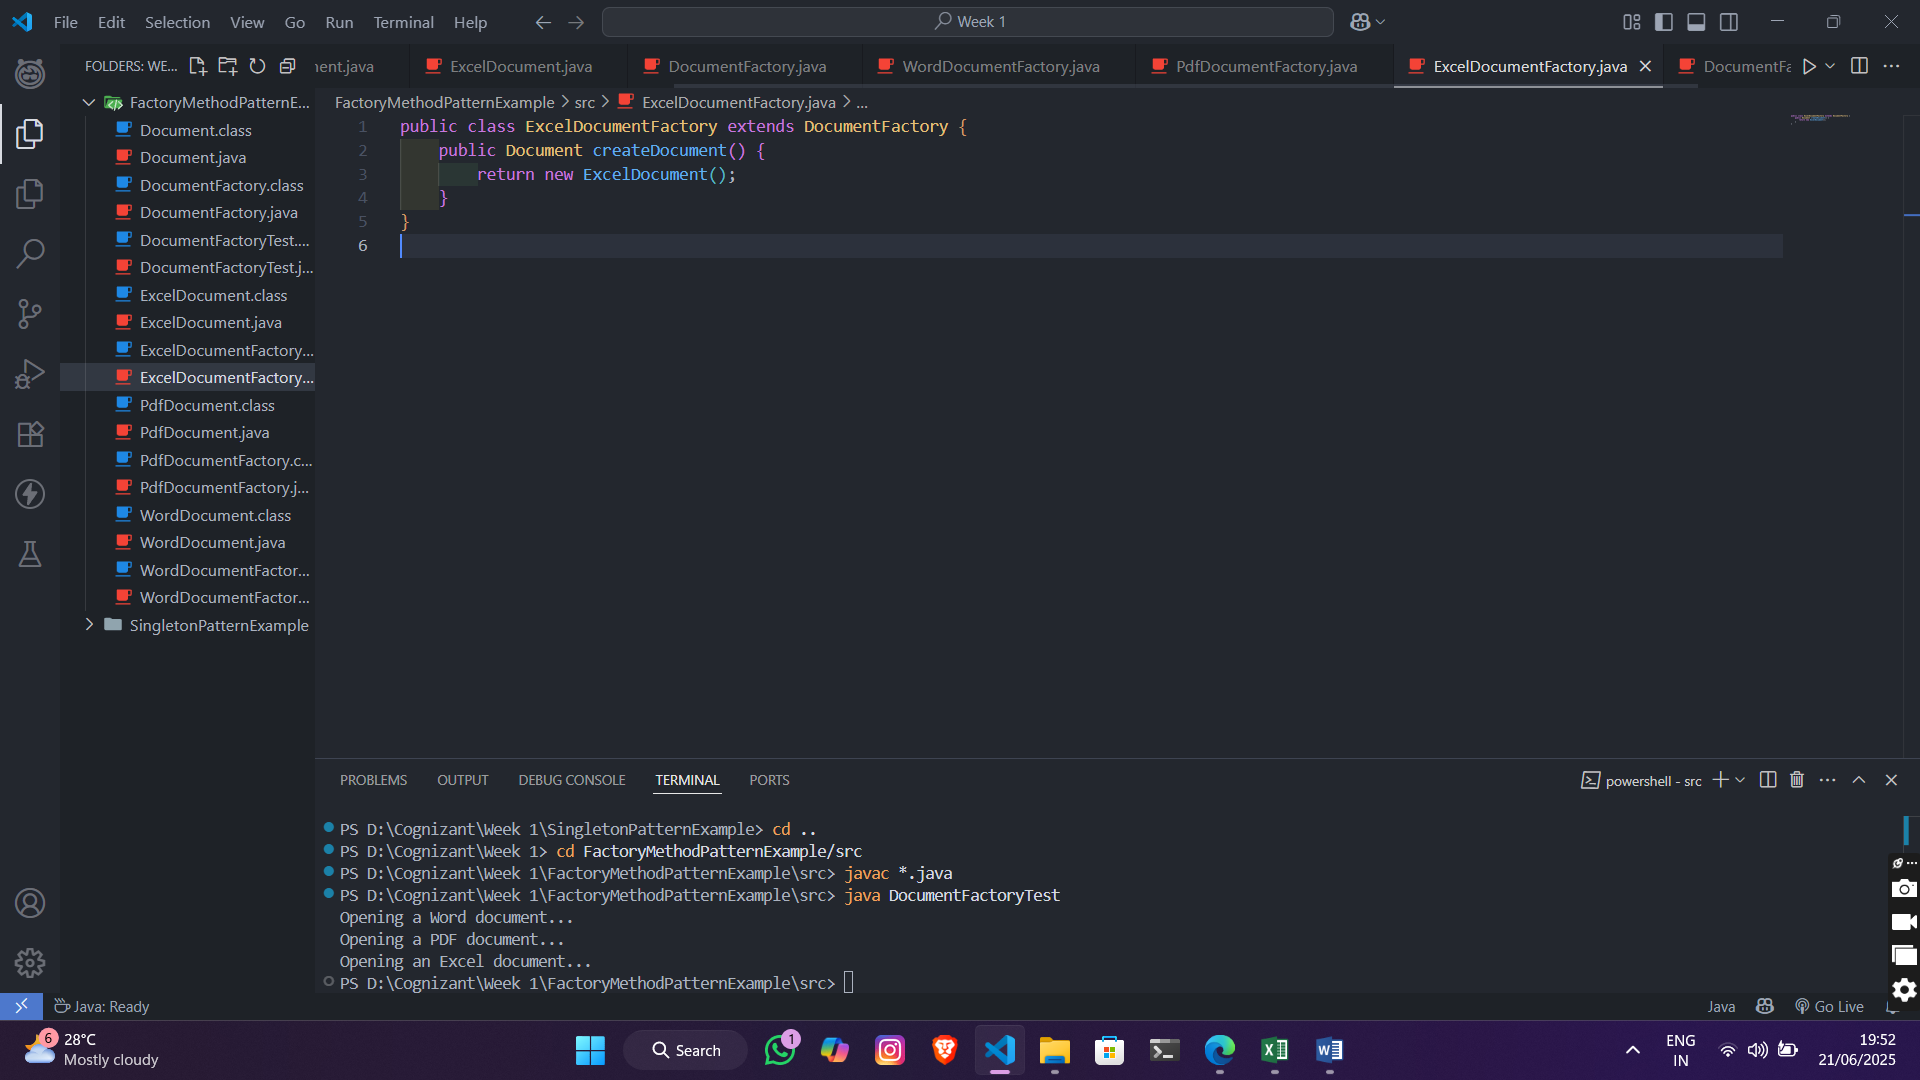 File Edit Selection View Go Run Terminal Help
Week 1
FOLDERS: WE...
FactoryMethodPatternE...
Document.class
Document.java
DocumentFactory.class
DocumentFactory.java
DocumentFactoryTest....
DocumentFactoryTest.j...
ExcelDocument.class
ExcelDocument.java
ExcelDocumentFactory...
ExcelDocumentFactory...
PdfDocument.class
PdfDocument.java
PdfDocumentFactory.c...
PdfDocumentFactory.j...
WordDocument.class
WordDocument.java
WordDocumentFactor...
WordDocumentFactor...
SingletonPatternExample
ent.java ExcelDocument.java DocumentFactory.java WordDocumentFactory.java PdfDocumentFactory.java ExcelDocumentFactory.java DocumentFa
FactoryMethodPatternExample > src > ExcelDocumentFactory.java > ...
1 public class ExcelDocumentFactory extends DocumentFactory {
2 public Document createDocument() {
3 return new ExcelDocument();
4 }
5 }
6
PROBLEMS OUTPUT DEBUG CONSOLE TERMINAL PORTS
powershell - src
PS D:\Cognizant\Week 1\SingletonPatternExample> cd ..
PS D:\Cognizant\Week 1> cd FactoryMethodPatternExample/src
PS D:\Cognizant\Week 1\FactoryMethodPatternExample\src> javac *.java
PS D:\Cognizant\Week 1\FactoryMethodPatternExample\src> java DocumentFactoryTest
Opening a Word document...
Opening a PDF document...
Opening an Excel document...
PS D:\Cognizant\Week 1\FactoryMethodPatternExample\src>
Java: Ready
Java
Go Live
6
28°C
Mostly cloudy
Search
1
ENG
IN
19:52
21/06/2025